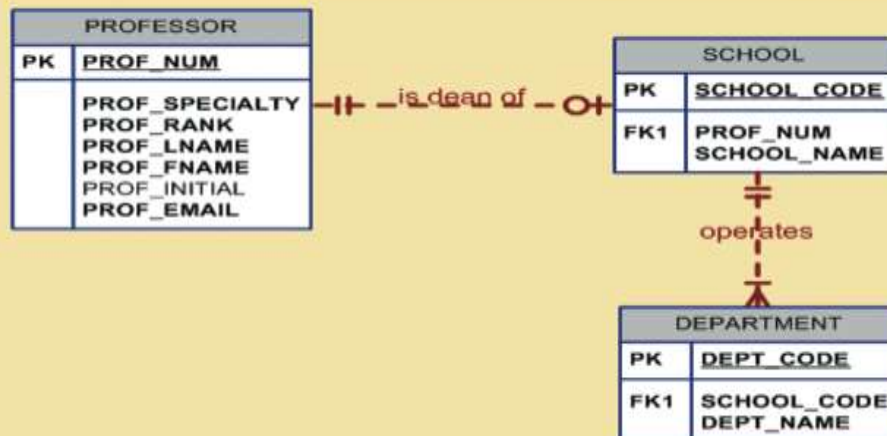 PROFESSOR
PK PROF_NUM
PROF_SPECIALTY
PROF_RANK
PROF_LNAME
PROF_FNAME
PROF_INITIAL
PROF_EMAIL
is dean of
SCHOOL
PK SCHOOL_CODE
FK1 PROF_NUM
SCHOOL_NAME
operates
DEPARTMENT
PK DEPT_CODE
FK1 SCHOOL_CODE
DEPT_NAME